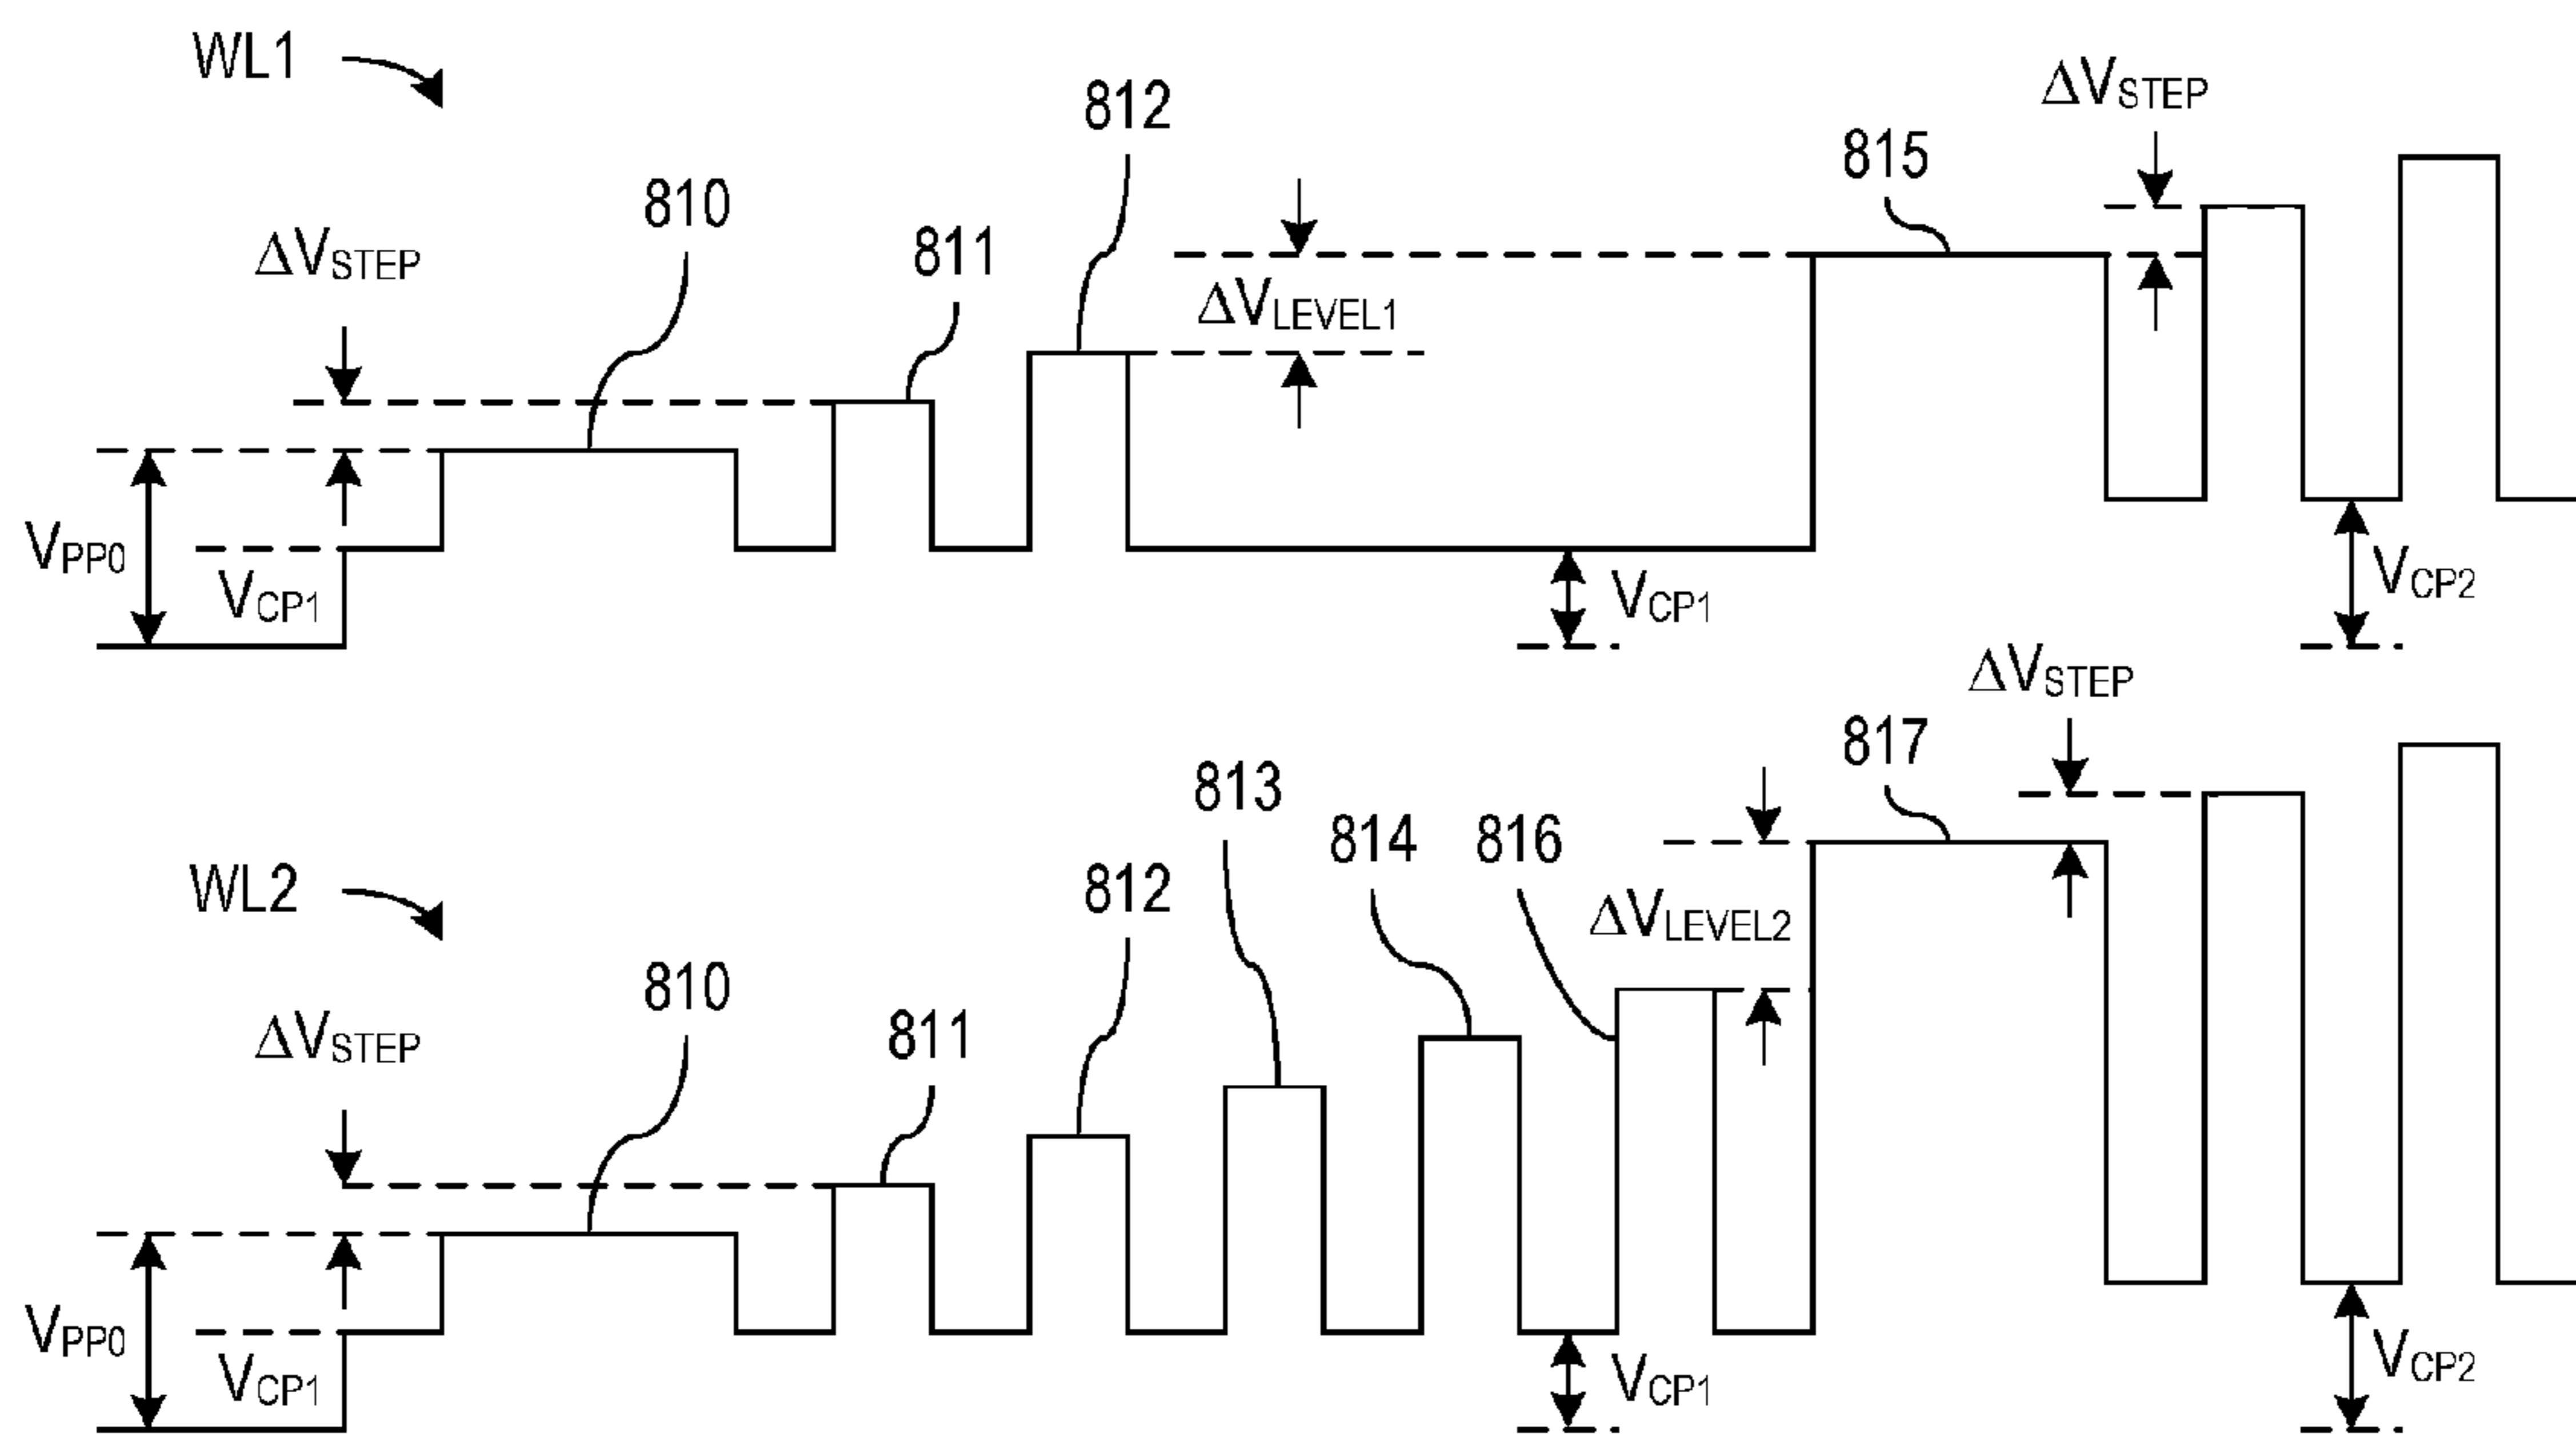 WL1
812
ΔVSTEP
815
810
811
ΔVSTEP
ΔVLEVEL1
VPP0
VCP1
VCP1
VCP2
ΔVSTEP
817
813
814
816
WL2
812
ΔVLEVEL2
810
811
ΔVSTEP
VPP0
VCP1
VCP1
VCP2